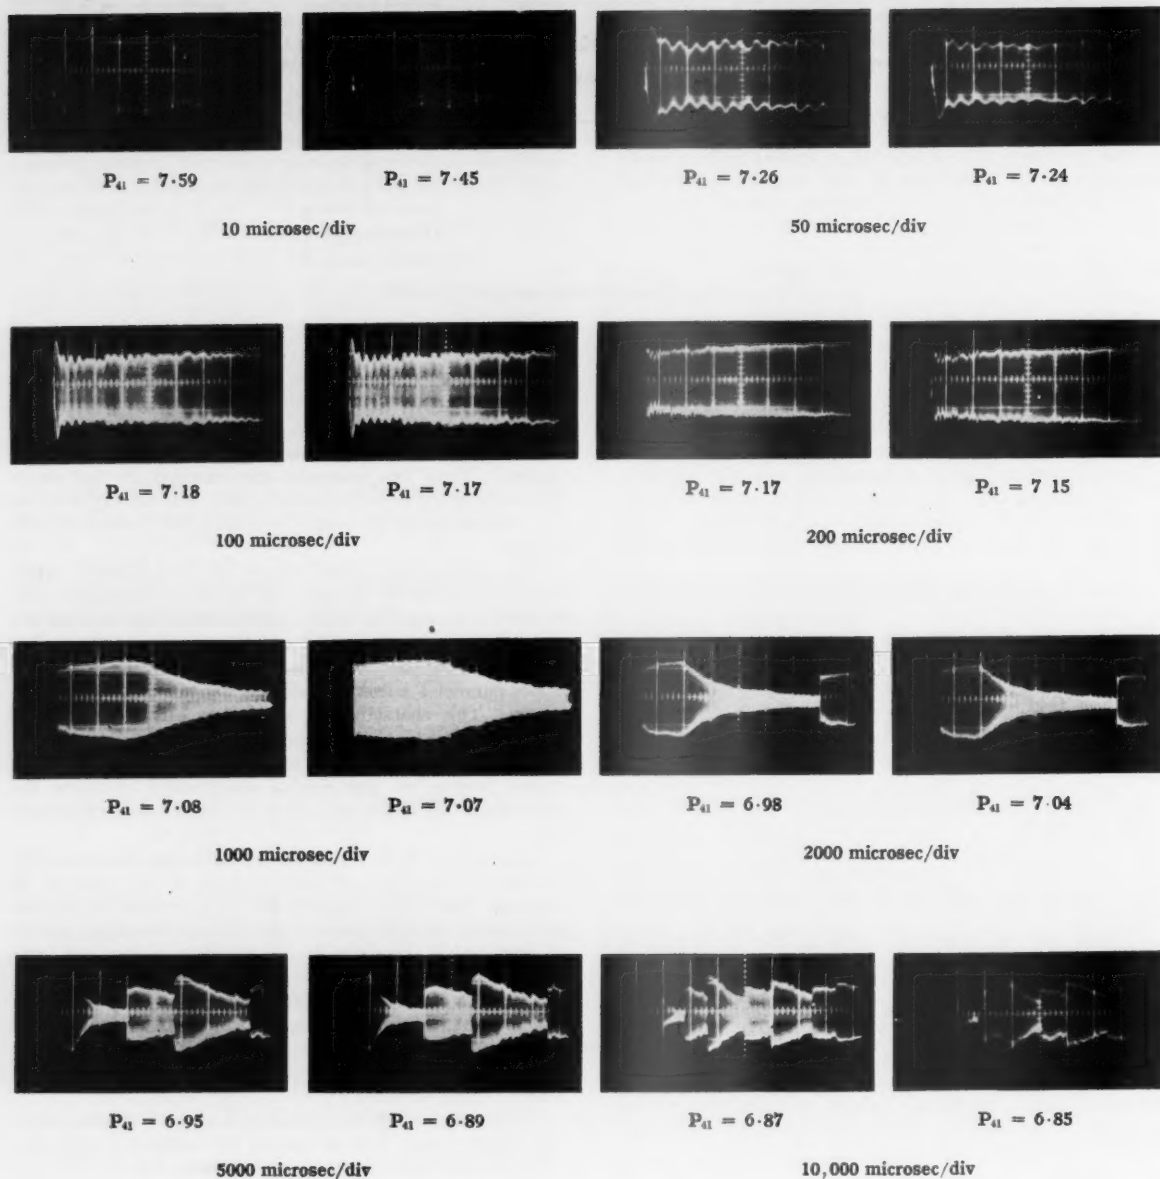 P₄₁ = 7·59
P₄₁ = 7·45
P₄₁ = 7·26
P₄₁ = 7·24
10 microsec/div
50 microsec/div
P₄₁ = 7·18
P₄₁ = 7·17
P₄₁ = 7·17
P₄₁ = 7 15
100 microsec/div
200 microsec/div
P₄₁ = 7·08
P₄₁ = 7·07
P₄₁ = 6·98
P₄₁ = 7·04
1000 microsec/div
2000 microsec/div
P₄₁ = 6·95
P₄₁ = 6·89
P₄₁ = 6·87
P₄₁ = 6·85
5000 microsec/div
10,000 microsec/div